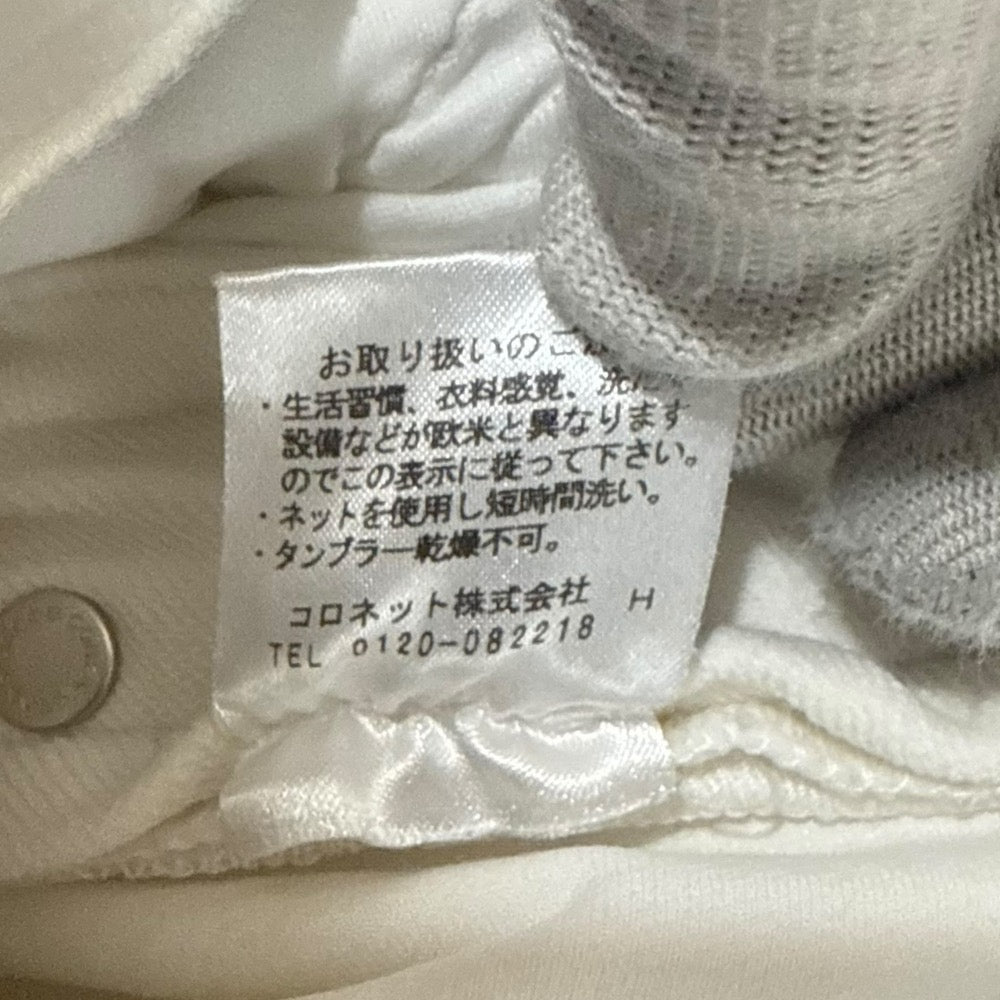 お取り扱いのご
・生活習慣、衣料感覚、洗
設備などが欧米と異なります
のでこの表示に従って下さい。
・ネットを使用し短時間洗い。
・タンブラー乾燥不可。
コロネット株式会社 H
TEL 0120-082218